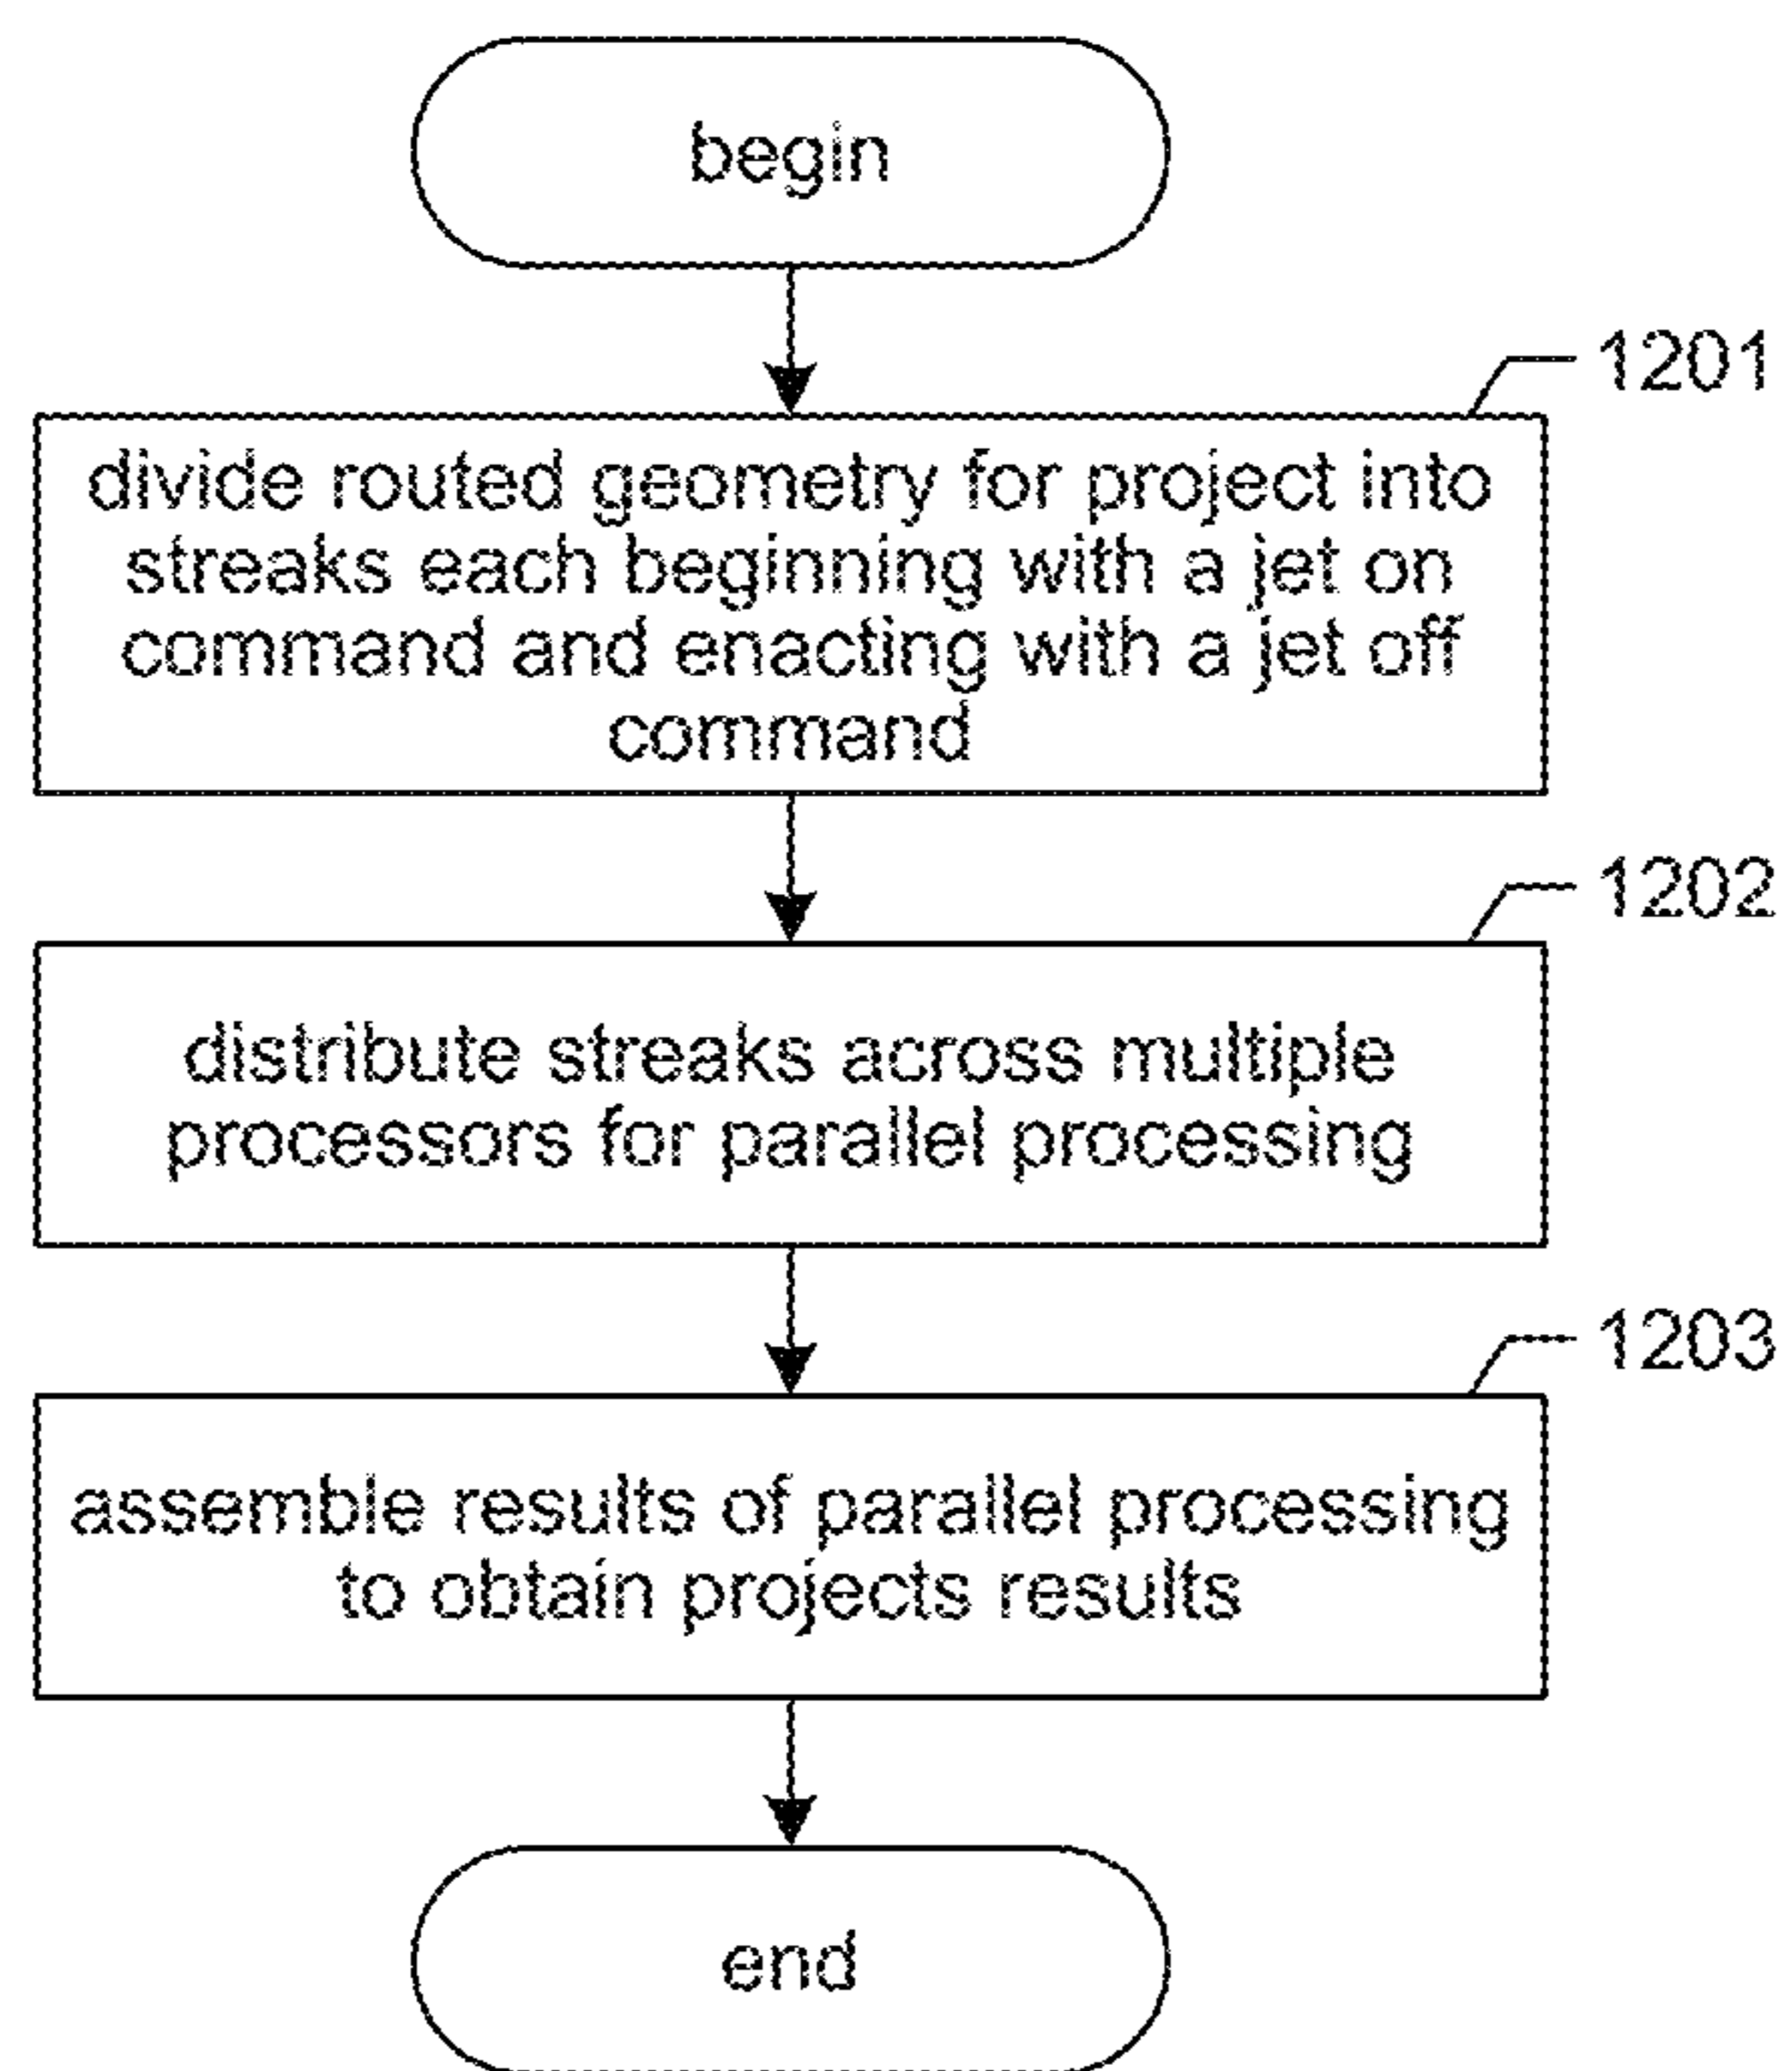 begin
1201
divide routed geometry for project into
streaks each beginning with a jet on
command and enacting with a jet off
command
1202
distribute streaks across multiple
processors for parallel processing
1203
assemble results of parallel processing
to obtain projects results
end